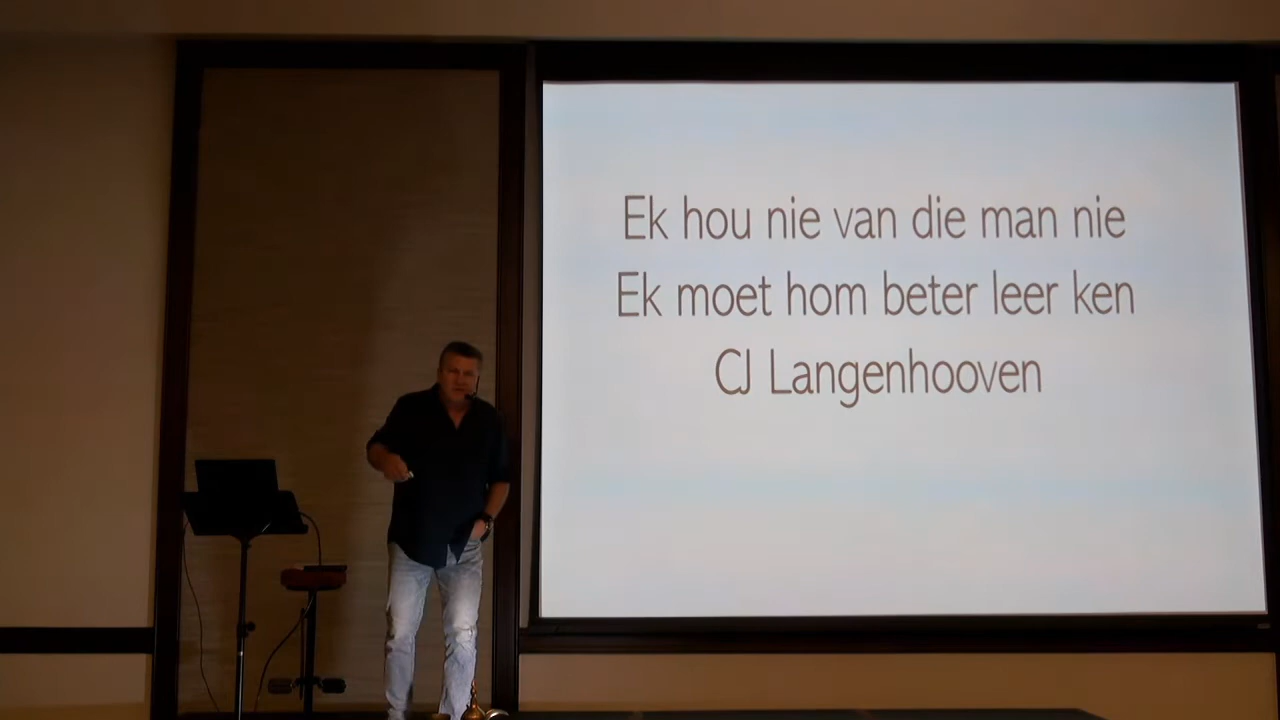 Ek hou nie van die man nie
Ek moet hom beter leer ken
CJ Langenhooven